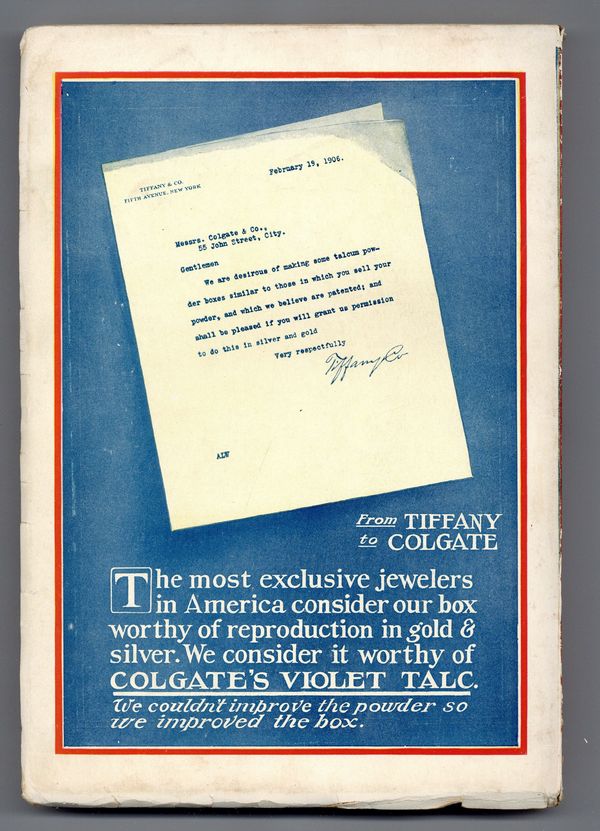 TIFFANY & CO.
FIFTH AVENUE, NEW YORK
February 13, 1906.
Messrs. Colgate & Co.,
55 John Street, City.
Gentlemen
We are desirous of making some talcum pow-
der boxes similar to those in which you sell your
powder, and which we believe are patented; and
shall be pleased if you will grant us permission
to do this in silver and gold
Very respectfully
Tiffany Co
ALW
From TIFFANY
to COLGATE
The most exclusive jewelers
in America consider our box
worthy of reproduction in gold &
silver. We consider it worthy of
COLGATE'S VIOLET TALC.
We couldn't improve the powder so
we improved the box.